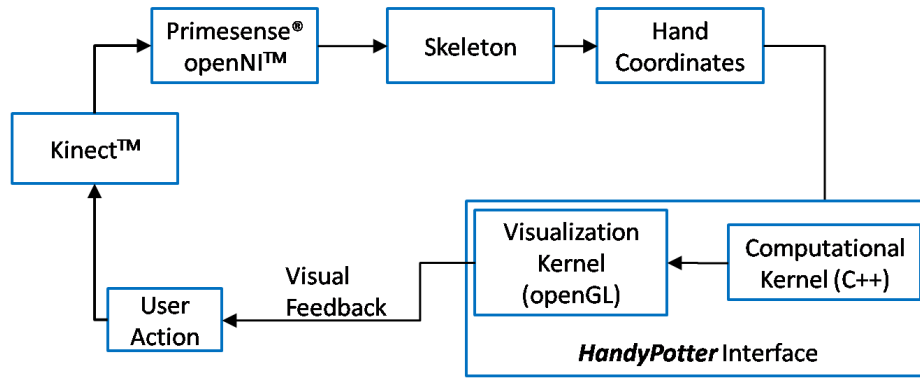 Primesense®
openNI™
Skeleton
Hand
Coordinates
Kinect™
Visualization
Kernel
(openGL)
Computational
Kernel (C++)
Visual
Feedback
User
Action
HandyPotter Interface